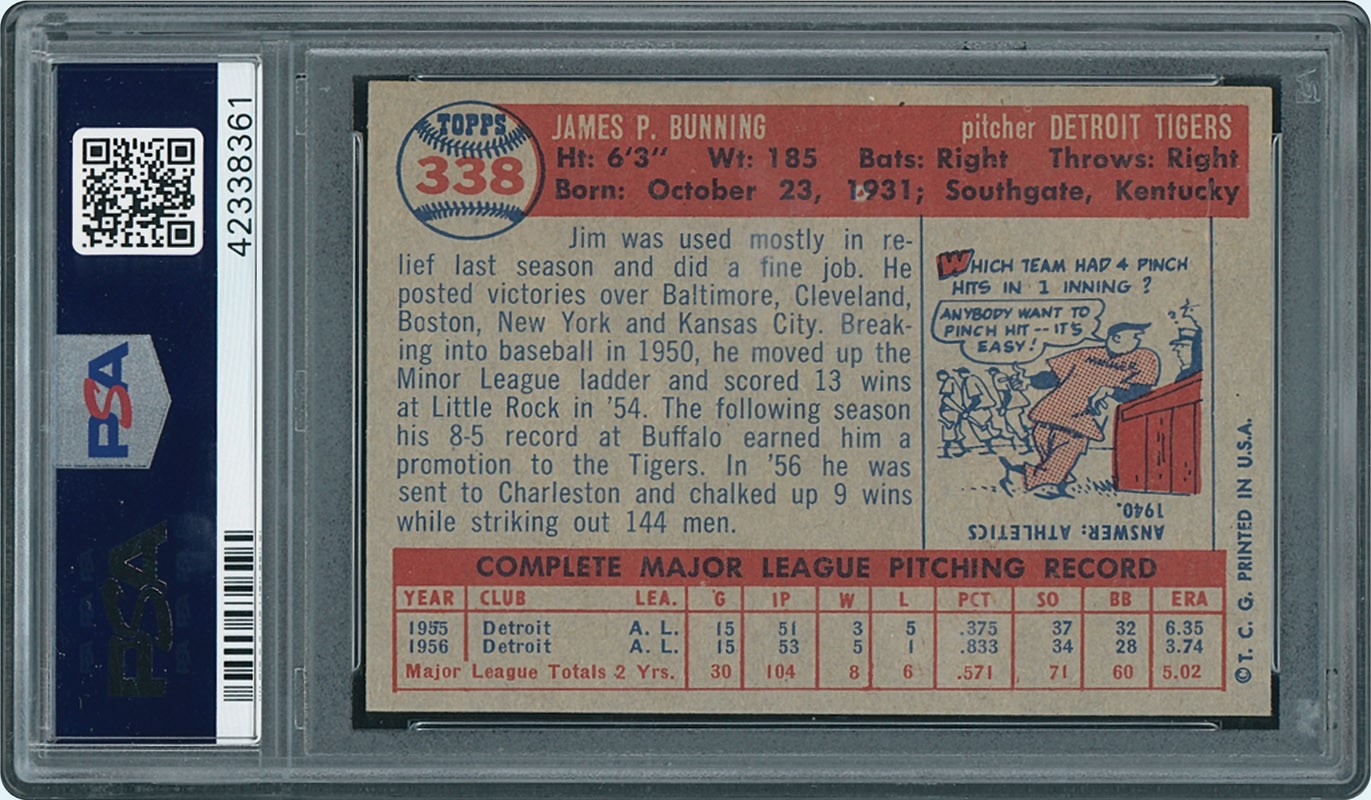 42338361
PSA
PSA
TOPPS
338
JAMES P. BUNNING pitcher DETROIT TIGERS
Ht: 6'3" Wt: 185 Bats: Right Throws: Right
Born: October 23, 1931; Southgate, Kentucky
Jim was used mostly in re-
lief last season and did a fine job. He
posted victories over Baltimore, Cleveland,
Boston, New York and Kansas City. Break-
ing into baseball in 1950, he moved up the
Minor League ladder and scored 13 wins
at Little Rock in '54. The following season
his 8-5 record at Buffalo earned him a
promotion to the Tigers. In '56 he was
sent to Charleston and chalked up 9 wins
while striking out 144 men.
WHICH TEAM HAD 4 PINCH
HITS IN 1 INNING ?
ANYBODY WANT TO
PINCH HIT -- IT'S
EASY!
ANSWER: ATHLETICS
1940.
COMPLETE MAJOR LEAGUE PITCHING RECORD
YEAR CLUB LEA. G IP W L PCT SO BB ERA
1955 Detroit A. L. 15 51 3 5 .375 37 32 6.35
1956 Detroit A. L. 15 53 5 1 .833 34 28 3.74
Major League Totals 2 Yrs. 30 104 8 6 .571 71 60 5.02
© T. C. G. PRINTED IN U.S.A.